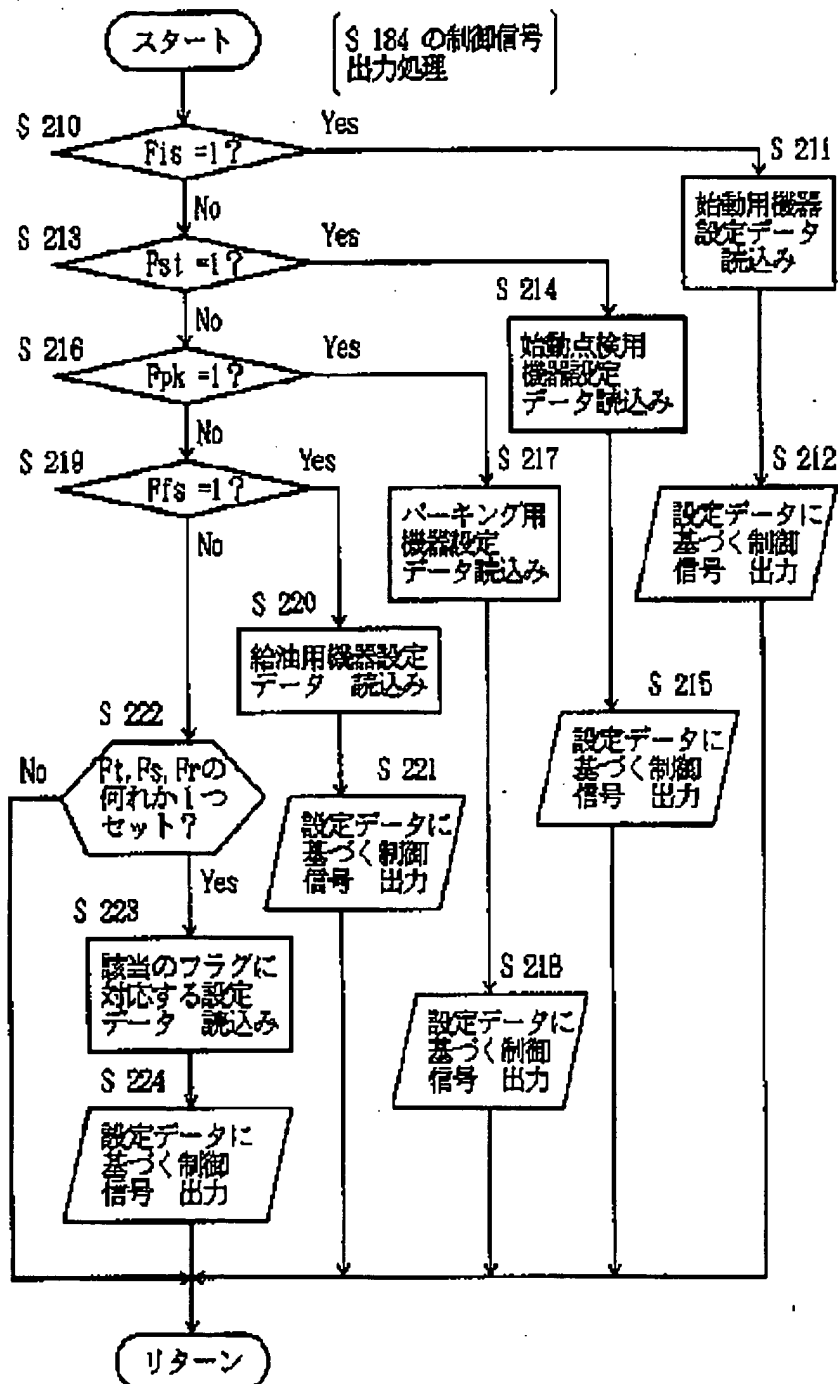 スタート
S 184 の制御信号
出力処理
S 210
Fis =1?
Yes
No
S 211
始動用機器
設定データ
読込み
S 212
設定データに
基づく制御
信号 出力
S 213
Fst =1?
Yes
No
S 214
始動点検用
機器設定
データ読込み
S 215
設定データに
基づく制御
信号 出力
S 216
Fpk =1?
Yes
No
S 217
パーキング用
機器設定
データ読込み
S 218
設定データに
基づく制御
信号 出力
S 219
Ffs =1?
Yes
No
S 220
給油用機器設定
データ 読込み
S 221
設定データに
基づく制御
信号 出力
S 222
Ft, Fs, Frの
何れか1つ
セット?
No
Yes
S 223
該当のフラグに
対応する設定
データ 読込み
S 224
設定データに
基づく制御
信号 出力
リターン